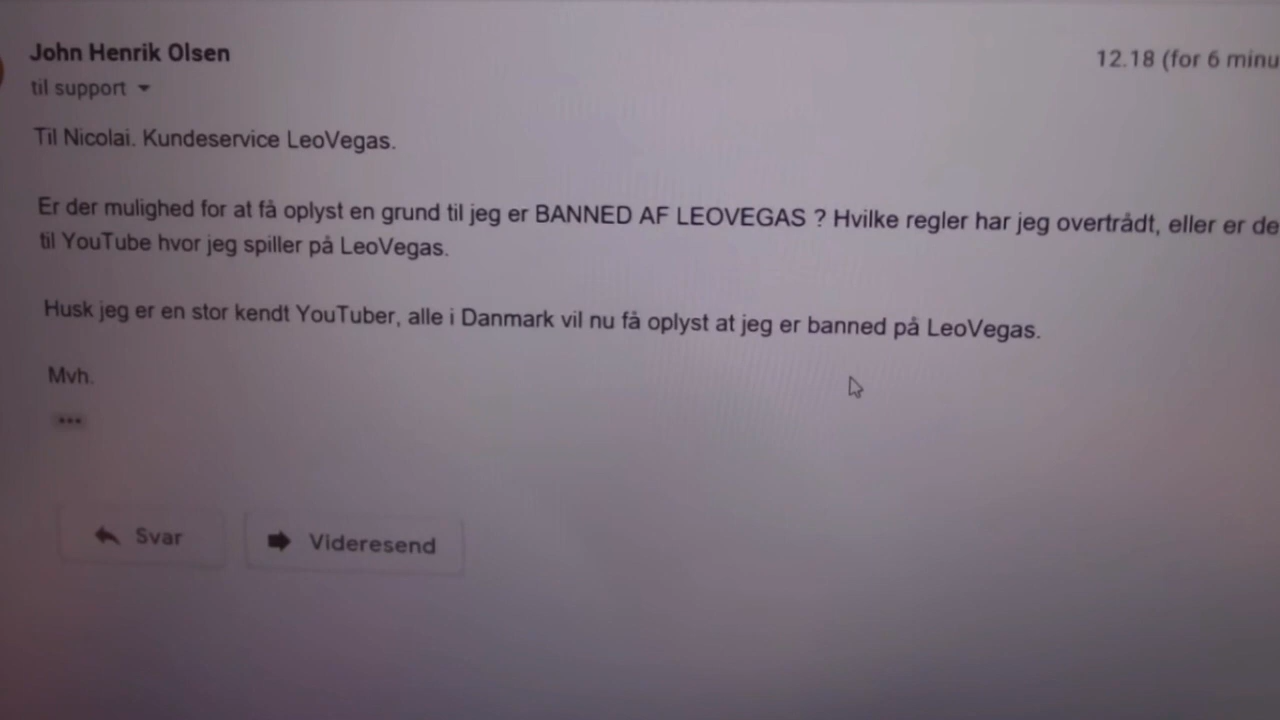 John Henrik Olsen
12.18 (for 6 minu
til support
Til Nicolai. Kundeservice LeoVegas.
Er der mulighed for at få oplyst en grund til jeg er BANNED AF LEOVEGAS ? Hvilke regler har jeg overtrådt, eller er de
til YouTube hvor jeg spiller på LeoVegas.
Husk jeg er en stor kendt YouTuber, alle i Danmark vil nu få oplyst at jeg er banned på LeoVegas.
Mvh.
Svar
Videresend